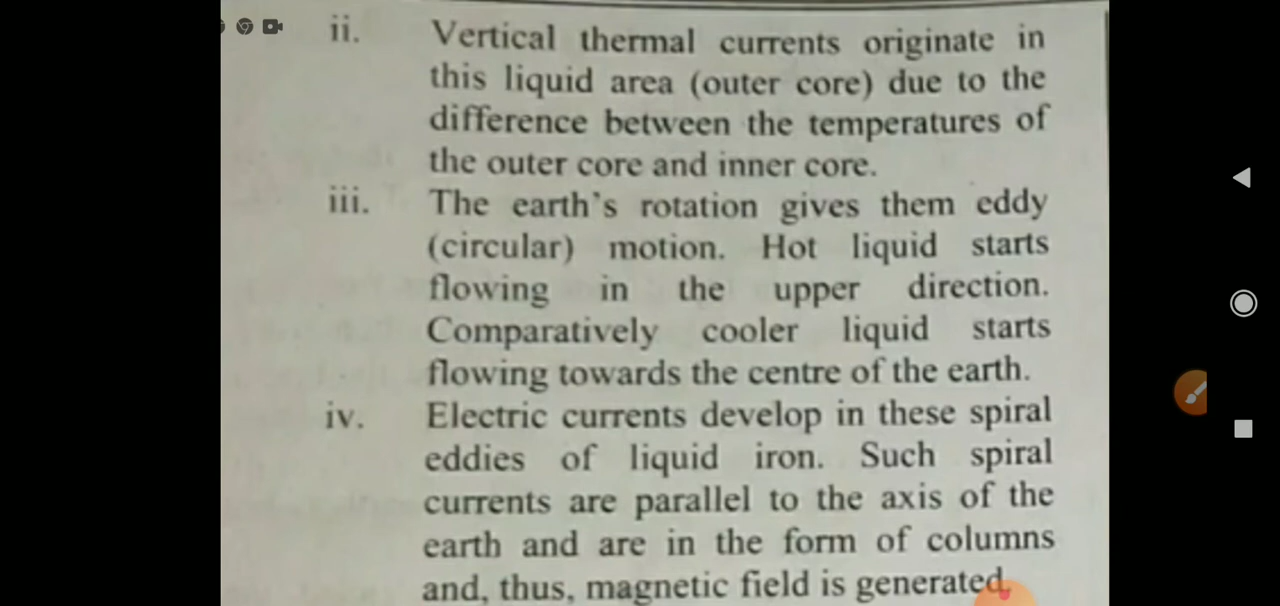 ii. Vertical thermal currents originate in
this liquid area (outer core) due to the
difference between the temperatures of
the outer core and inner core.
iii. The earth's rotation gives them eddy
(circular) motion. Hot liquid starts
flowing in the upper direction.
Comparatively cooler liquid starts
flowing towards the centre of the earth.
iv. Electric currents develop in these spiral
eddies of liquid iron. Such spiral
currents are parallel to the axis of the
earth and are in the form of columns
and, thus, magnetic field is generated.